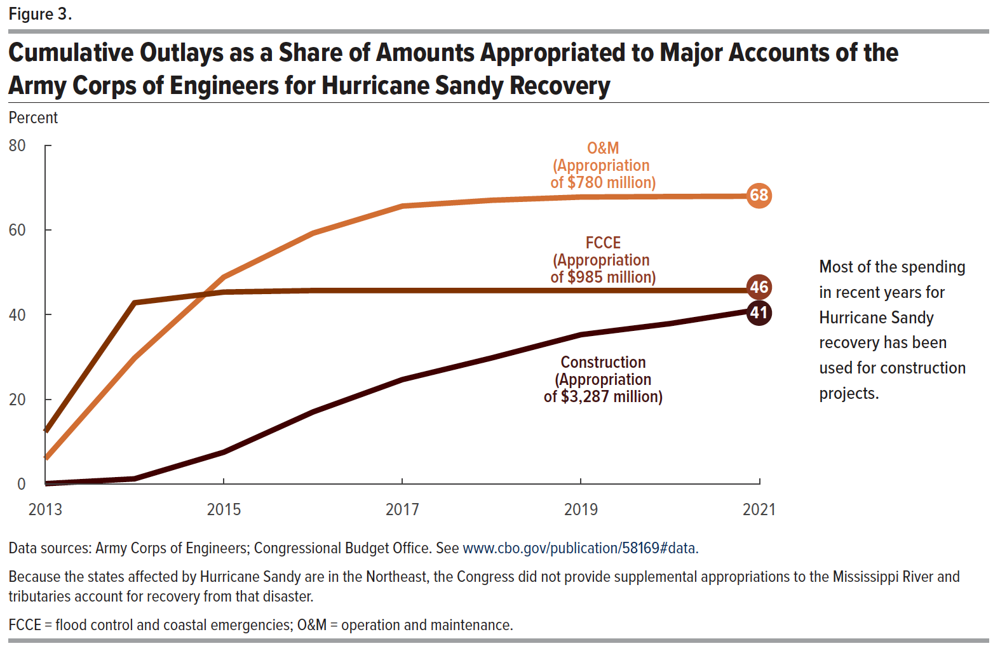 Figure 3.
Cumulative Outlays as a Share of Amounts Appropriated to Major Accounts of the
Army Corps of Engineers for Hurricane Sandy Recovery
Percent
80
60
40
20
0
O&M
(Appropriation
of $780 million)
68
FCCE
(Appropriation
of $985 million)
46
41
Construction
(Appropriation
of $3,287 million)
Most of the spending
in recent years for
Hurricane Sandy
recovery has been
used for construction
projects.
2013 2015 2017 2019 2021
Data sources: Army Corps of Engineers; Congressional Budget Office. See www.cbo.gov/publication/58169#data.
Because the states affected by Hurricane Sandy are in the Northeast, the Congress did not provide supplemental appropriations to the Mississippi River and
tributaries account for recovery from that disaster.
FCCE = flood control and coastal emergencies; O&M = operation and maintenance.